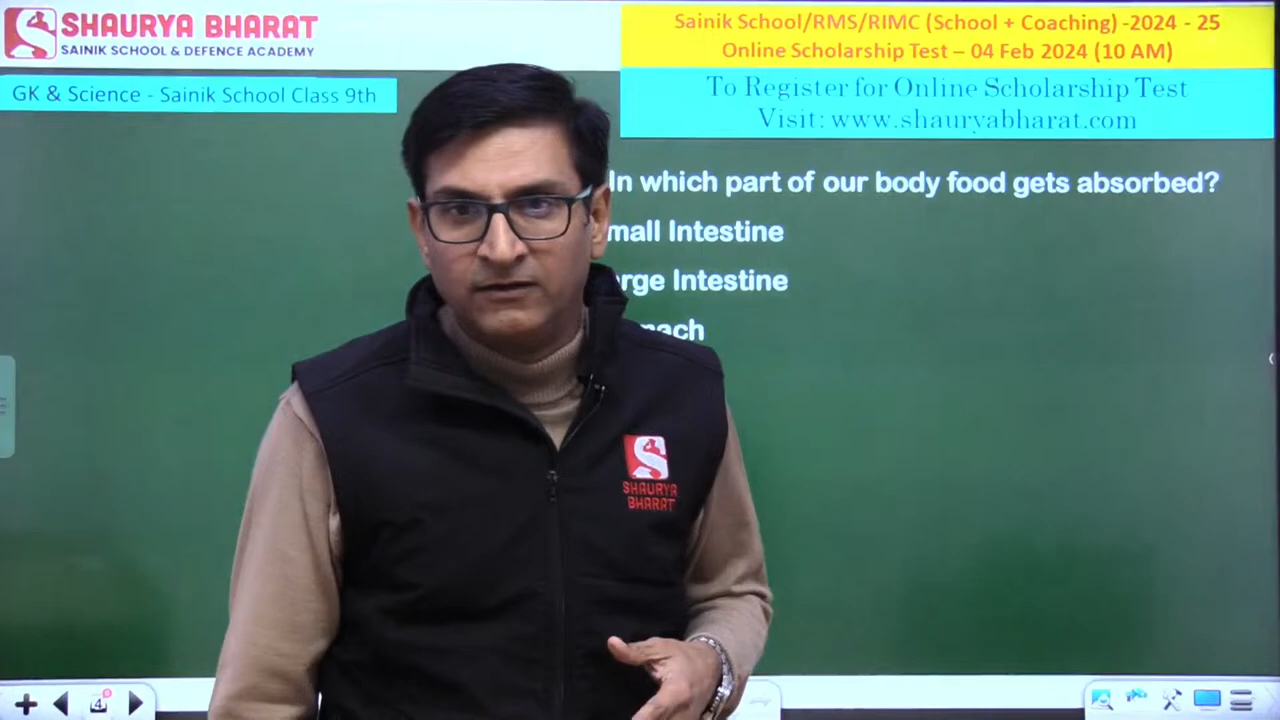 SHAURYA BHARAT
SAINIK SCHOOL & DEFENCE ACADEMY
Sainik School/RMS/RIMC (School + Coaching) -2024 - 25
Online Scholarship Test – 04 Feb 2024 (10 AM)
GK & Science - Sainik School Class 9th
To Register for Online Scholarship Test
Visit: www.shauryabharat.com
In which part of our body food gets absorbed?
mall Intestine
rge Intestine
mach
SHAURYA
BHARAT
4